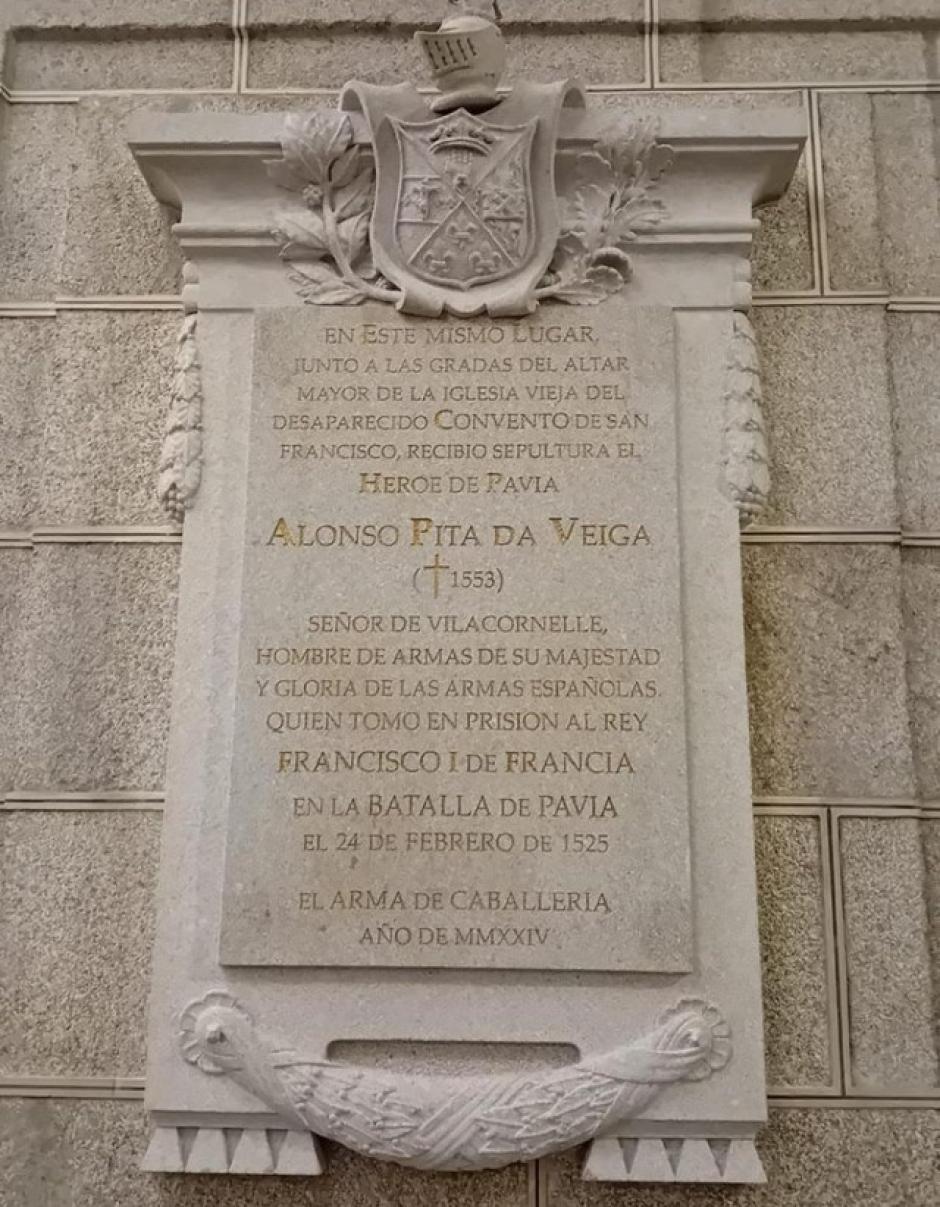 EN ESTE MISMO LUGAR,
JUNTO A LAS GRADAS DEL ALTAR
MAYOR DE LA IGLESIA VIEJA DEL
DESAPARECIDO CONVENTO DE SAN
FRANCISCO, RECIBIO SEPULTURA EL
HEROE DE PAVIA
ALONSO PITA DA VEIGA
(†1553)
SEÑOR DE VILACORNELLE,
HOMBRE DE ARMAS DE SU MAJESTAD
Y GLORIA DE LAS ARMAS ESPAÑOLAS.
QUIEN TOMO EN PRISION AL REY
FRANCISCO I DE FRANCIA
EN LA BATALLA DE PAVIA
EL 24 DE FEBRERO DE 1525
EL ARMA DE CABALLERIA
AÑO DE MMXXIV